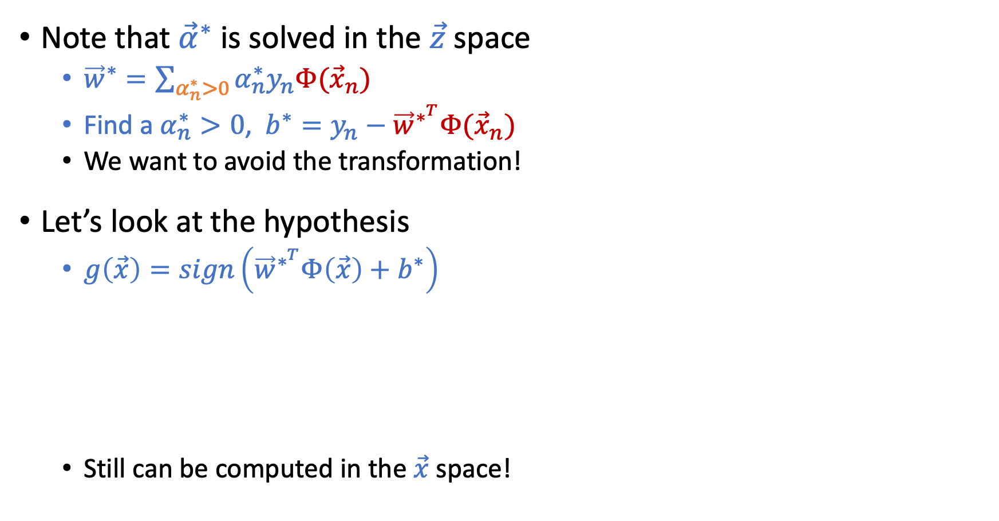 • Note that $\vec{\alpha}^*$ is solved in the $\vec{z}$ space
• $\vec{w}^* = \sum_{\alpha_n^*>0} \alpha_n^* y_n \Phi(\vec{x}_n)$
• Find a $\alpha_n^* > 0,\ b^* = y_n - \vec{w}^{*T} \Phi(\vec{x}_n)$
• We want to avoid the transformation!
• Let’s look at the hypothesis
• $g(\vec{x}) = sign\left(\vec{w}^{*T} \Phi(\vec{x}) + b^*\right)$
• Still can be computed in the $\vec{x}$ space!